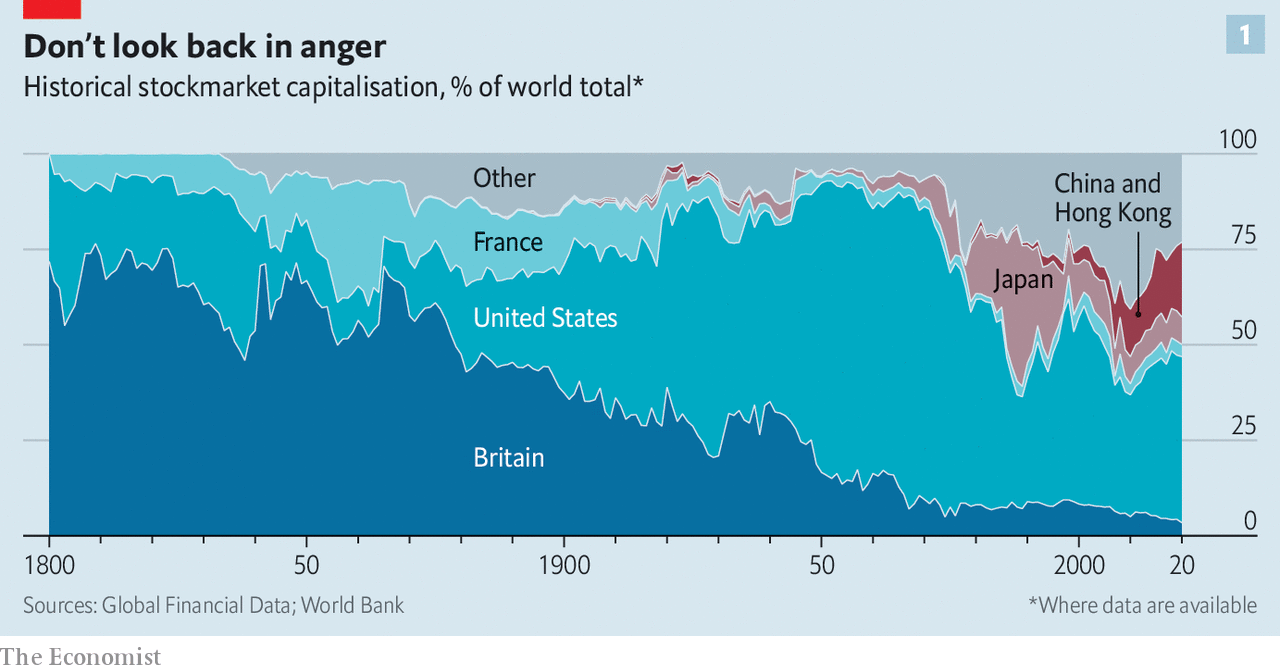 1
Don't look back in anger
Historical stockmarket capitalisation, % of world total*
100
Other
China and
Hong Kong
France
75
Japan
United States
50
25
Britain
0
1800 50 1900 50 2000 20
Sources: Global Financial Data; World Bank *Where data are available
The Economist